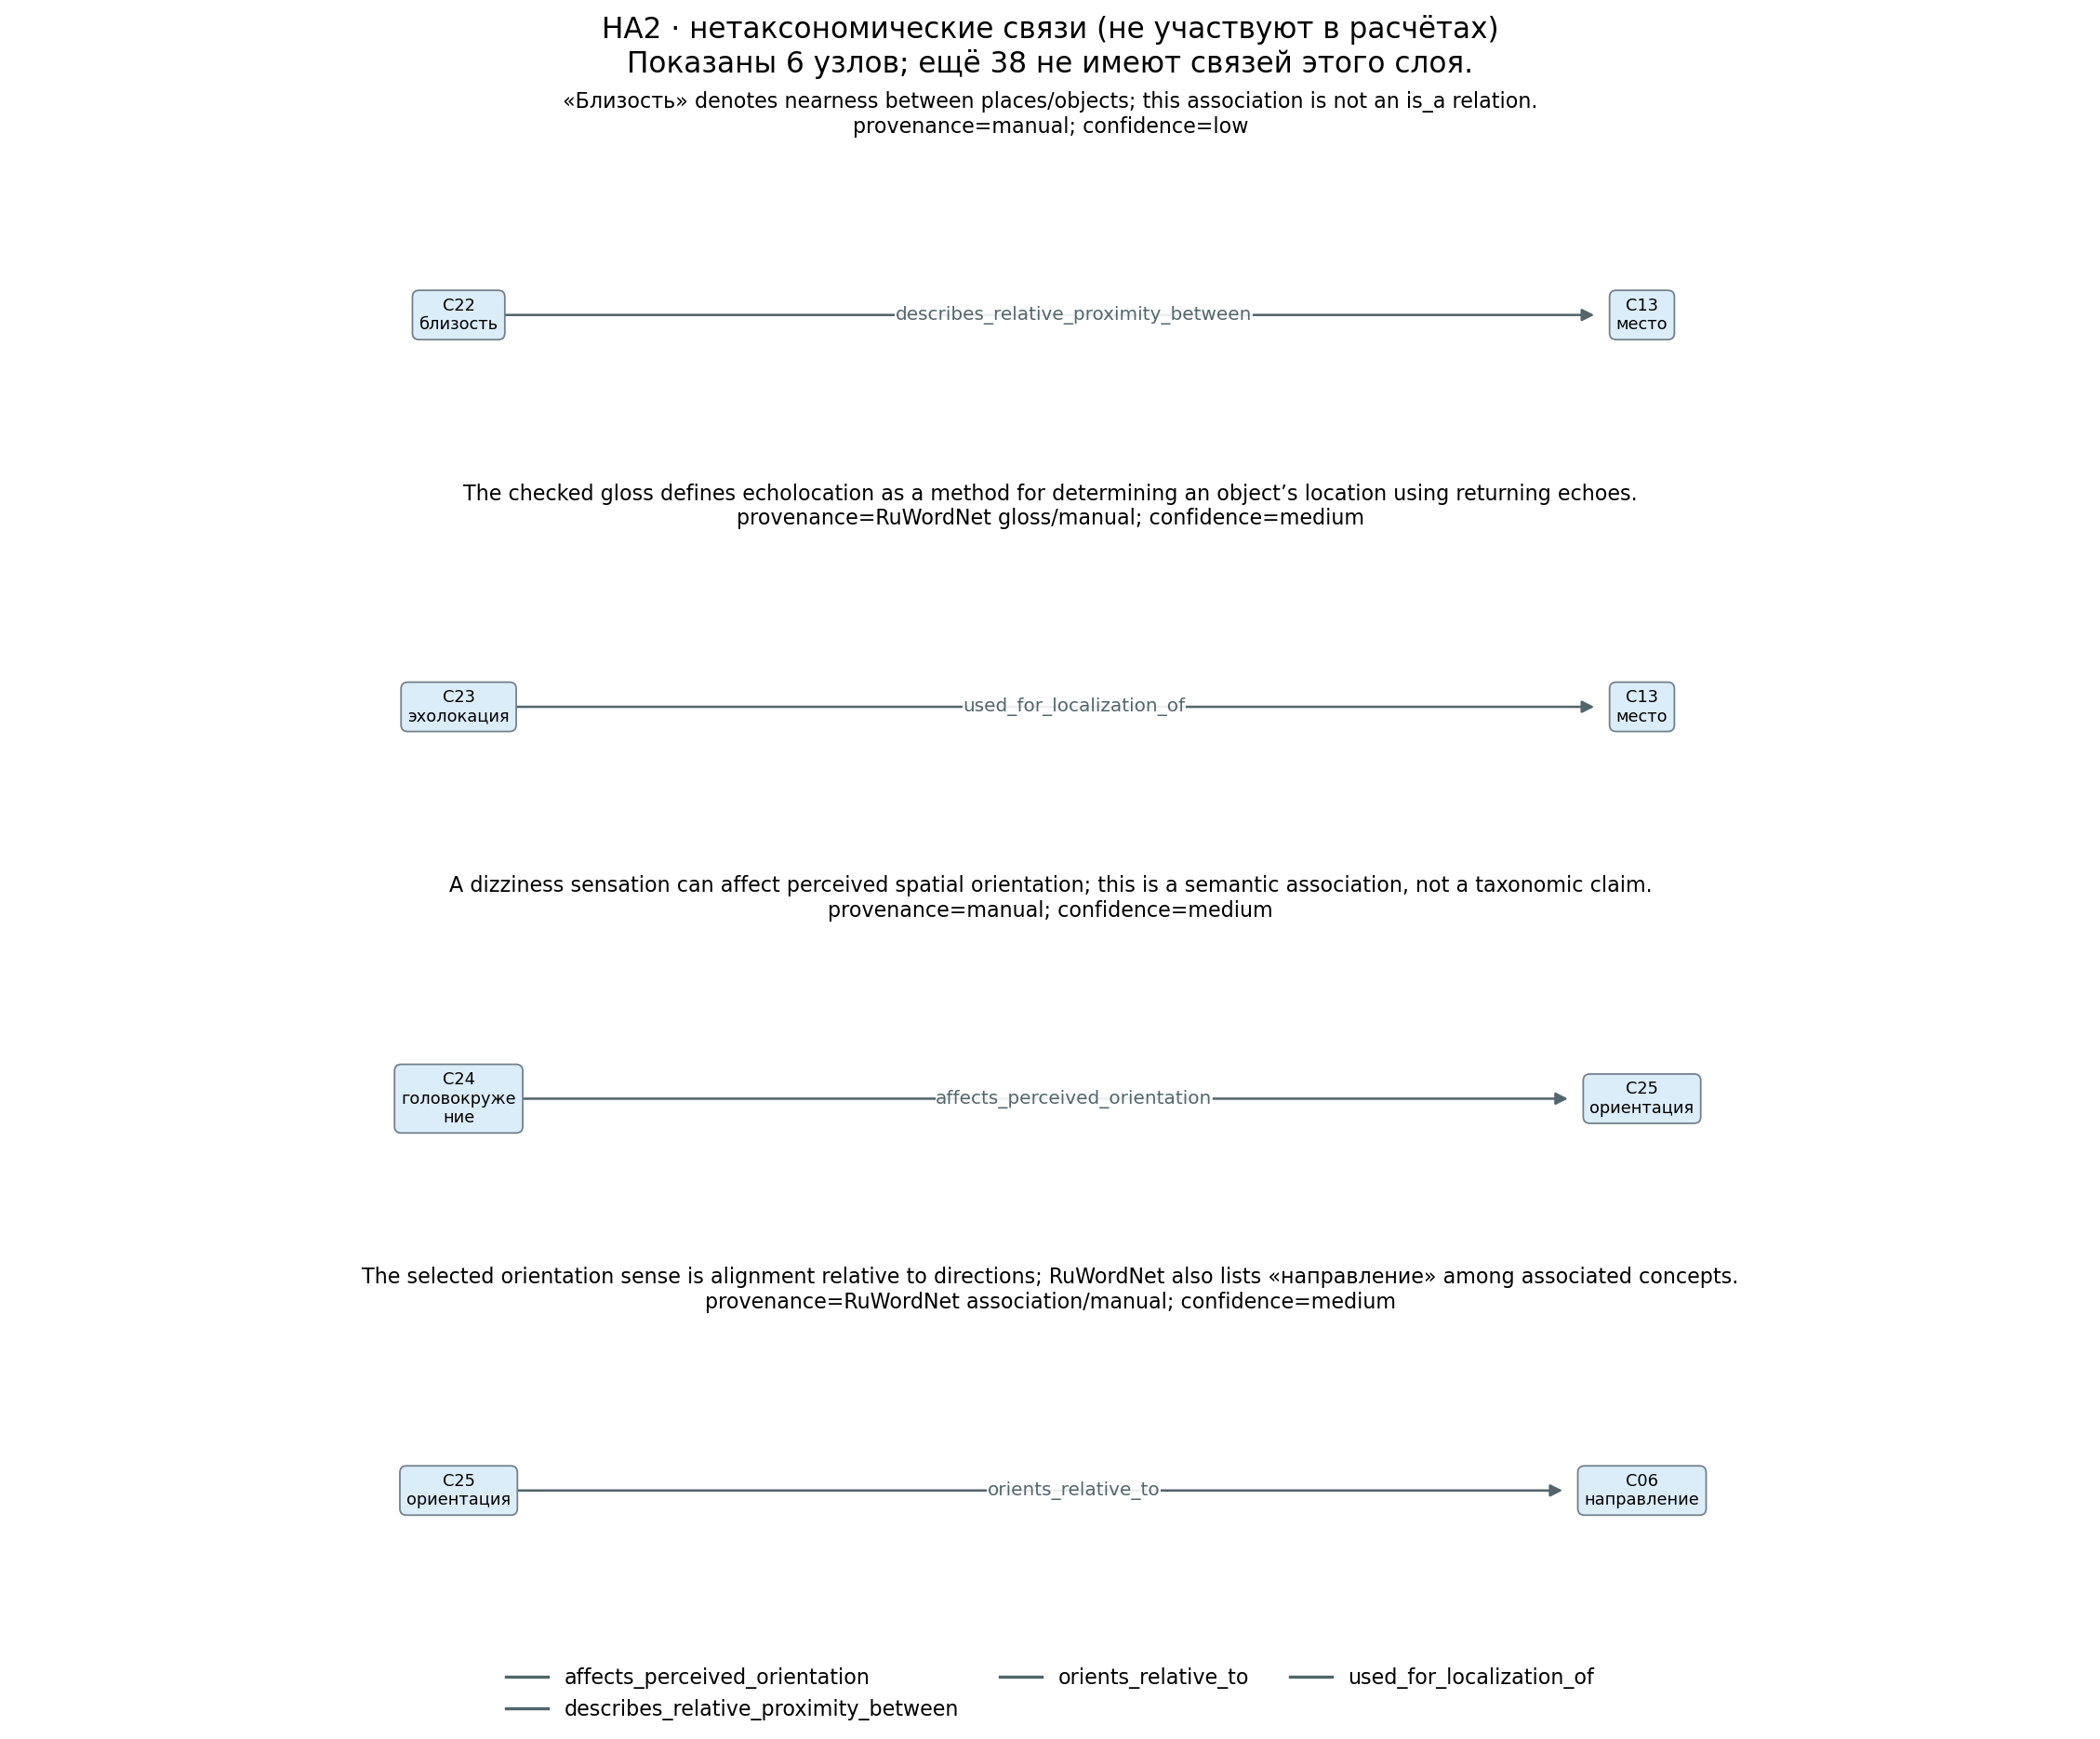 HA2 · нетаксономические связи (не участвуют в расчётах)
Показаны 6 узлов; ещё 38 не имеют связей этого слоя.
«Близость» denotes nearness between places/objects; this association is not an is_a relation.
provenance=manual; confidence=low
C22
близость
describes_relative_proximity_between
C13
место
The checked gloss defines echolocation as a method for determining an object’s location using returning echoes.
provenance=RuWordNet gloss/manual; confidence=medium
C23
эхолокация
used_for_localization_of
C13
место
A dizziness sensation can affect perceived spatial orientation; this is a semantic association, not a taxonomic claim.
provenance=manual; confidence=medium
C24
головокруже
ние
affects_perceived_orientation
C25
ориентация
The selected orientation sense is alignment relative to directions; RuWordNet also lists «направление» among associated concepts.
provenance=RuWordNet association/manual; confidence=medium
C25
ориентация
orients_relative_to
C06
направление
affects_perceived_orientation
describes_relative_proximity_between
orients_relative_to
used_for_localization_of